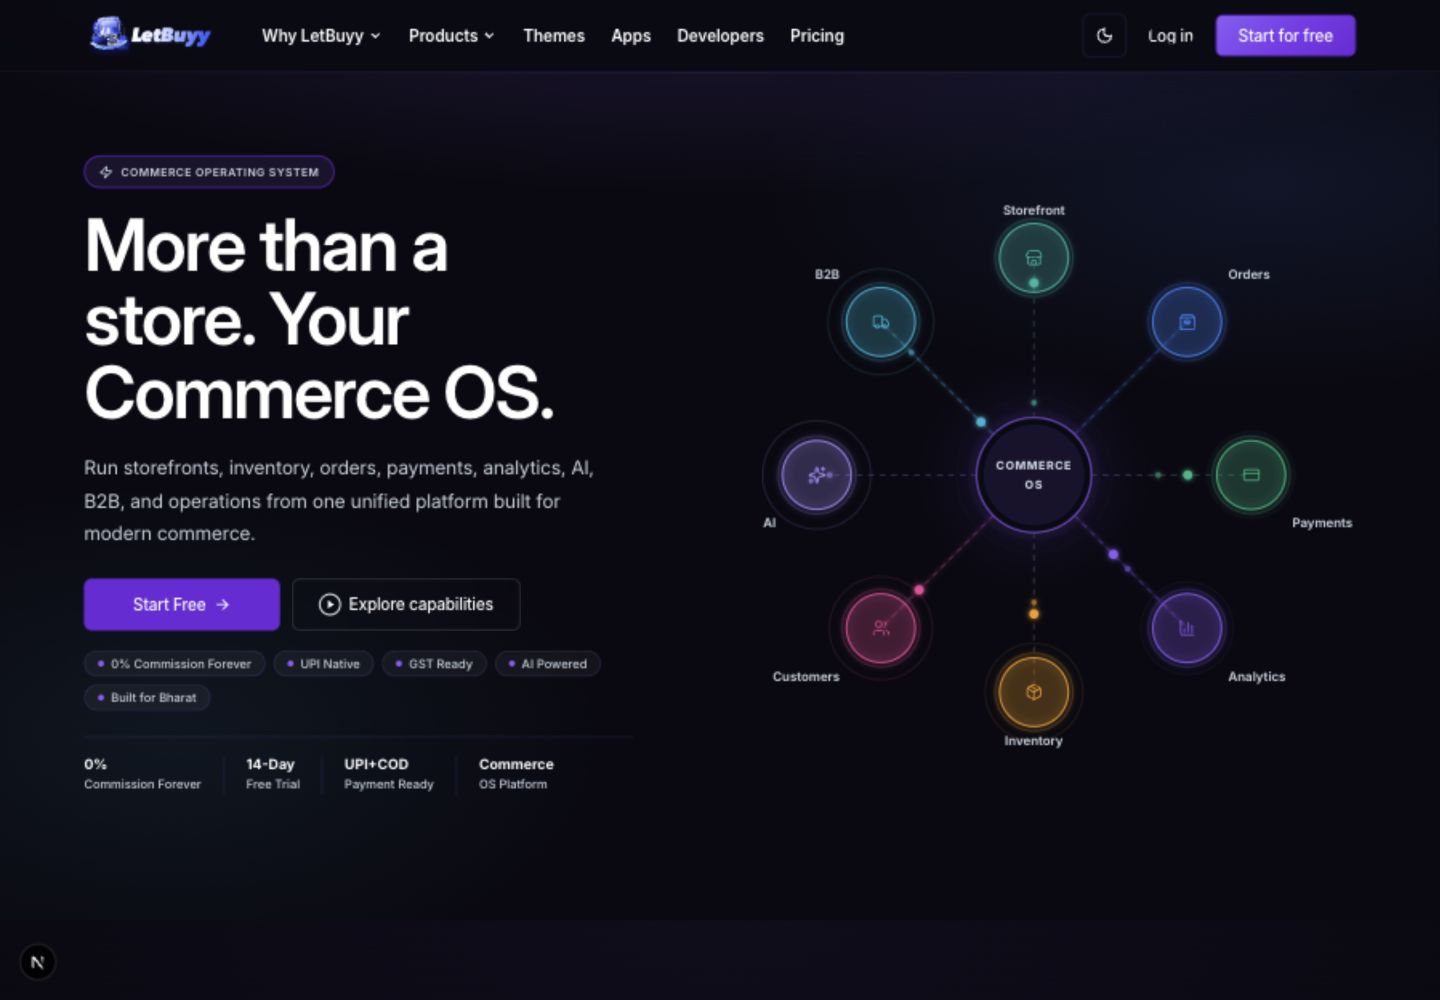 LetBuyy
Why LetBuyy
Products
Themes
Apps
Developers
Pricing
Log in
Start for free
COMMERCE OPERATING SYSTEM
More than a
store. Your
Commerce OS.
Run storefronts, inventory, orders, payments, analytics, AI,
B2B, and operations from one unified platform built for
modern commerce.
Start Free →
Explore capabilities
0% Commission Forever
UPI Native
GST Ready
AI Powered
Built for Bharat
0%
Commission Forever
14-Day
Free Trial
UPI+COD
Payment Ready
Commerce
OS Platform
Storefront
B2B
Orders
COMMERCE
OS
AI
Payments
Customers
Analytics
Inventory
N